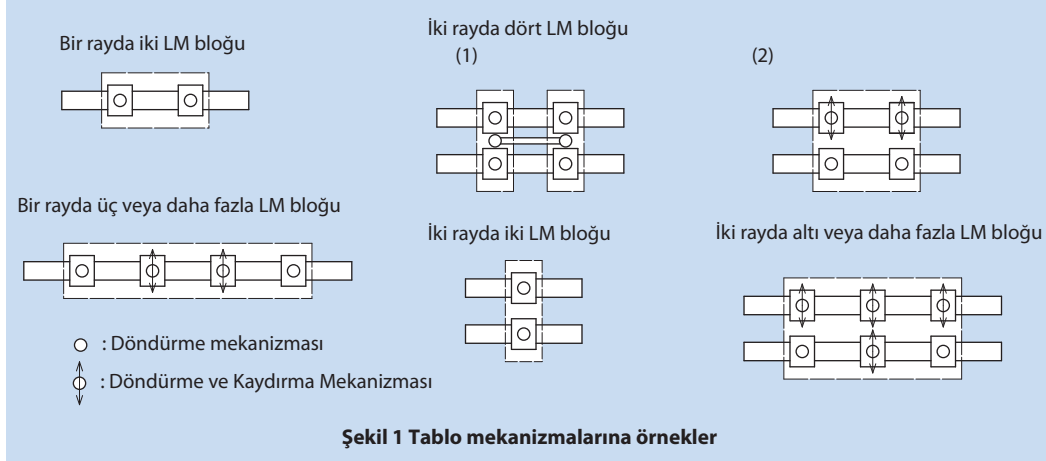 Bir rayda iki LM bloğu
İki rayda dört LM bloğu
(1)
(2)
Bir rayda üç veya daha fazla LM bloğu
İki rayda iki LM bloğu
İki rayda altı veya daha fazla LM bloğu
: Döndürme mekanizması
: Döndürme ve Kaydırma Mekanizması
Şekil 1 Tablo mekanizmalarına örnekler